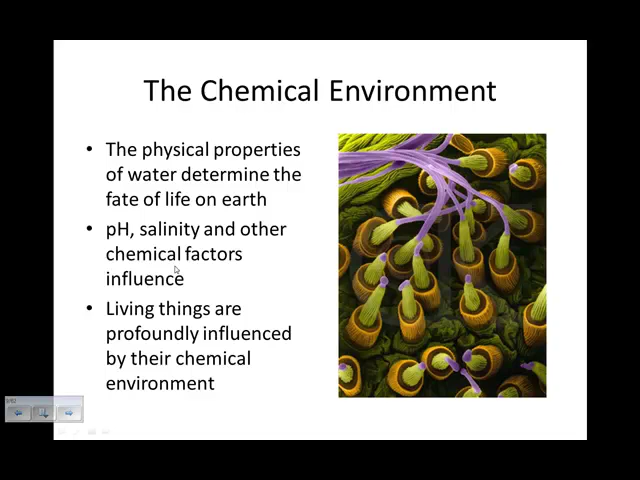 The Chemical Environment
• The physical properties
of water determine the
fate of life on earth
• pH, salinity and other
chemical factors
influence
• Living things are
profoundly influenced
by their chemical
environment